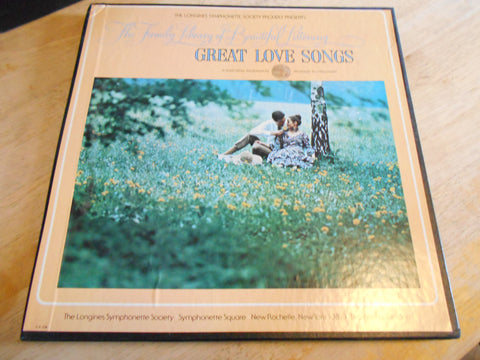 THE LONGINES SYMPHONETTE SOCIETY PROUDLY PRESENTS
The Family Library of Beautiful Listening
GREAT LOVE SONGS
The Longines Symphonette Society Symphonette Square New Rochelle, New York